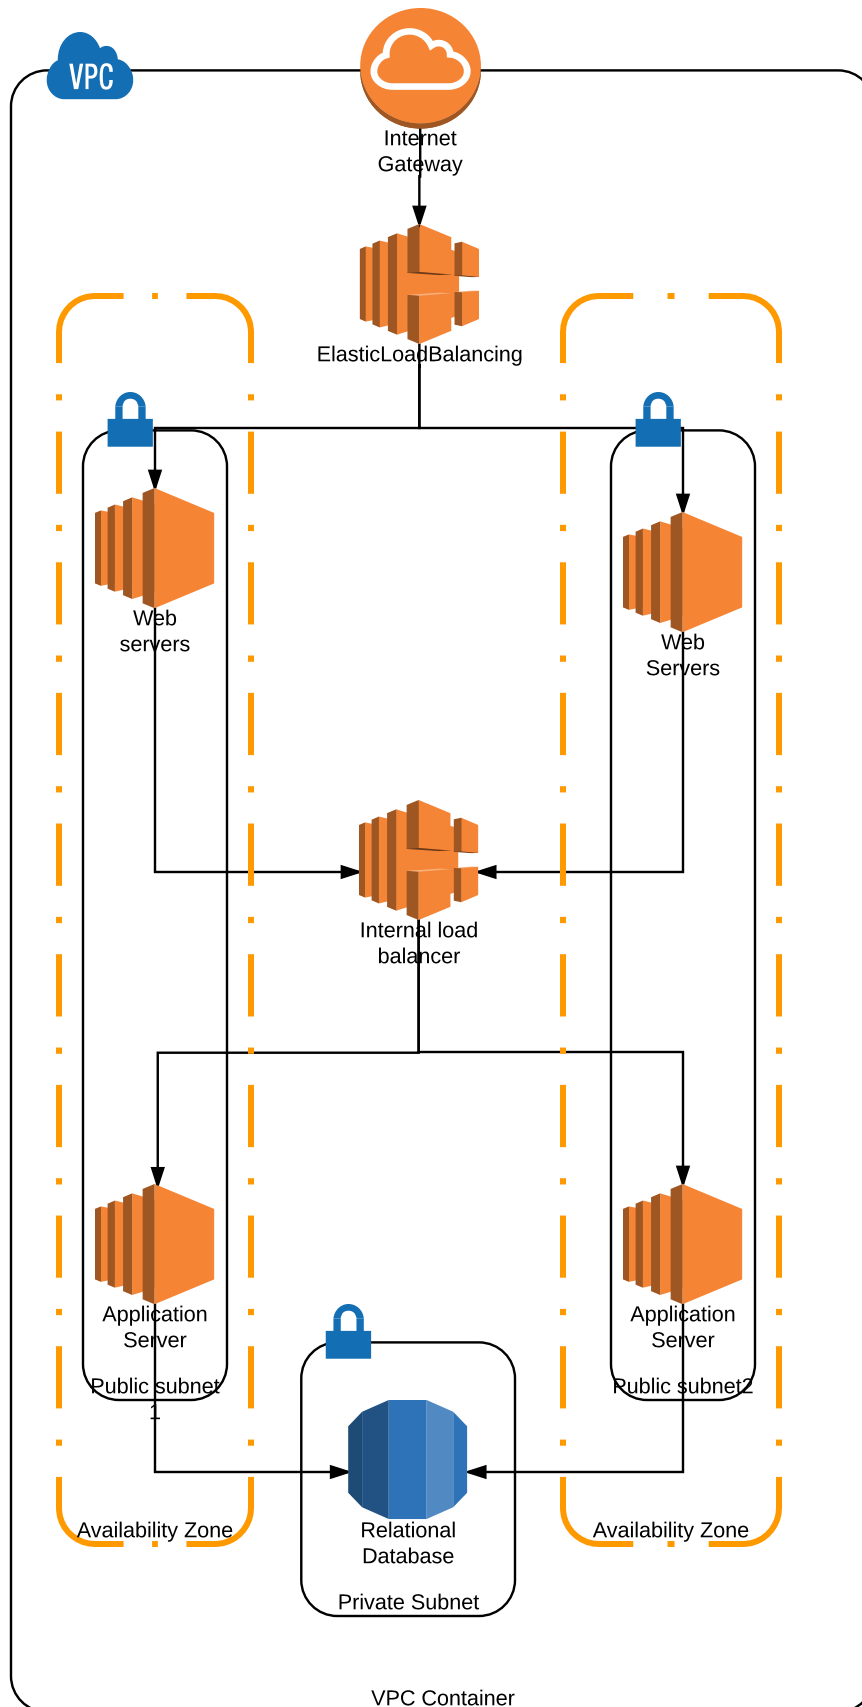 VPC
Internet
Gateway
ElasticLoadBalancing
Web
servers
Web
Servers
Internal load
balancer
Application
Server
Application
Server
Public subnet
1
Public subnet2
Availability Zone
Relational
Database
Availability Zone
Private Subnet
VPC Container